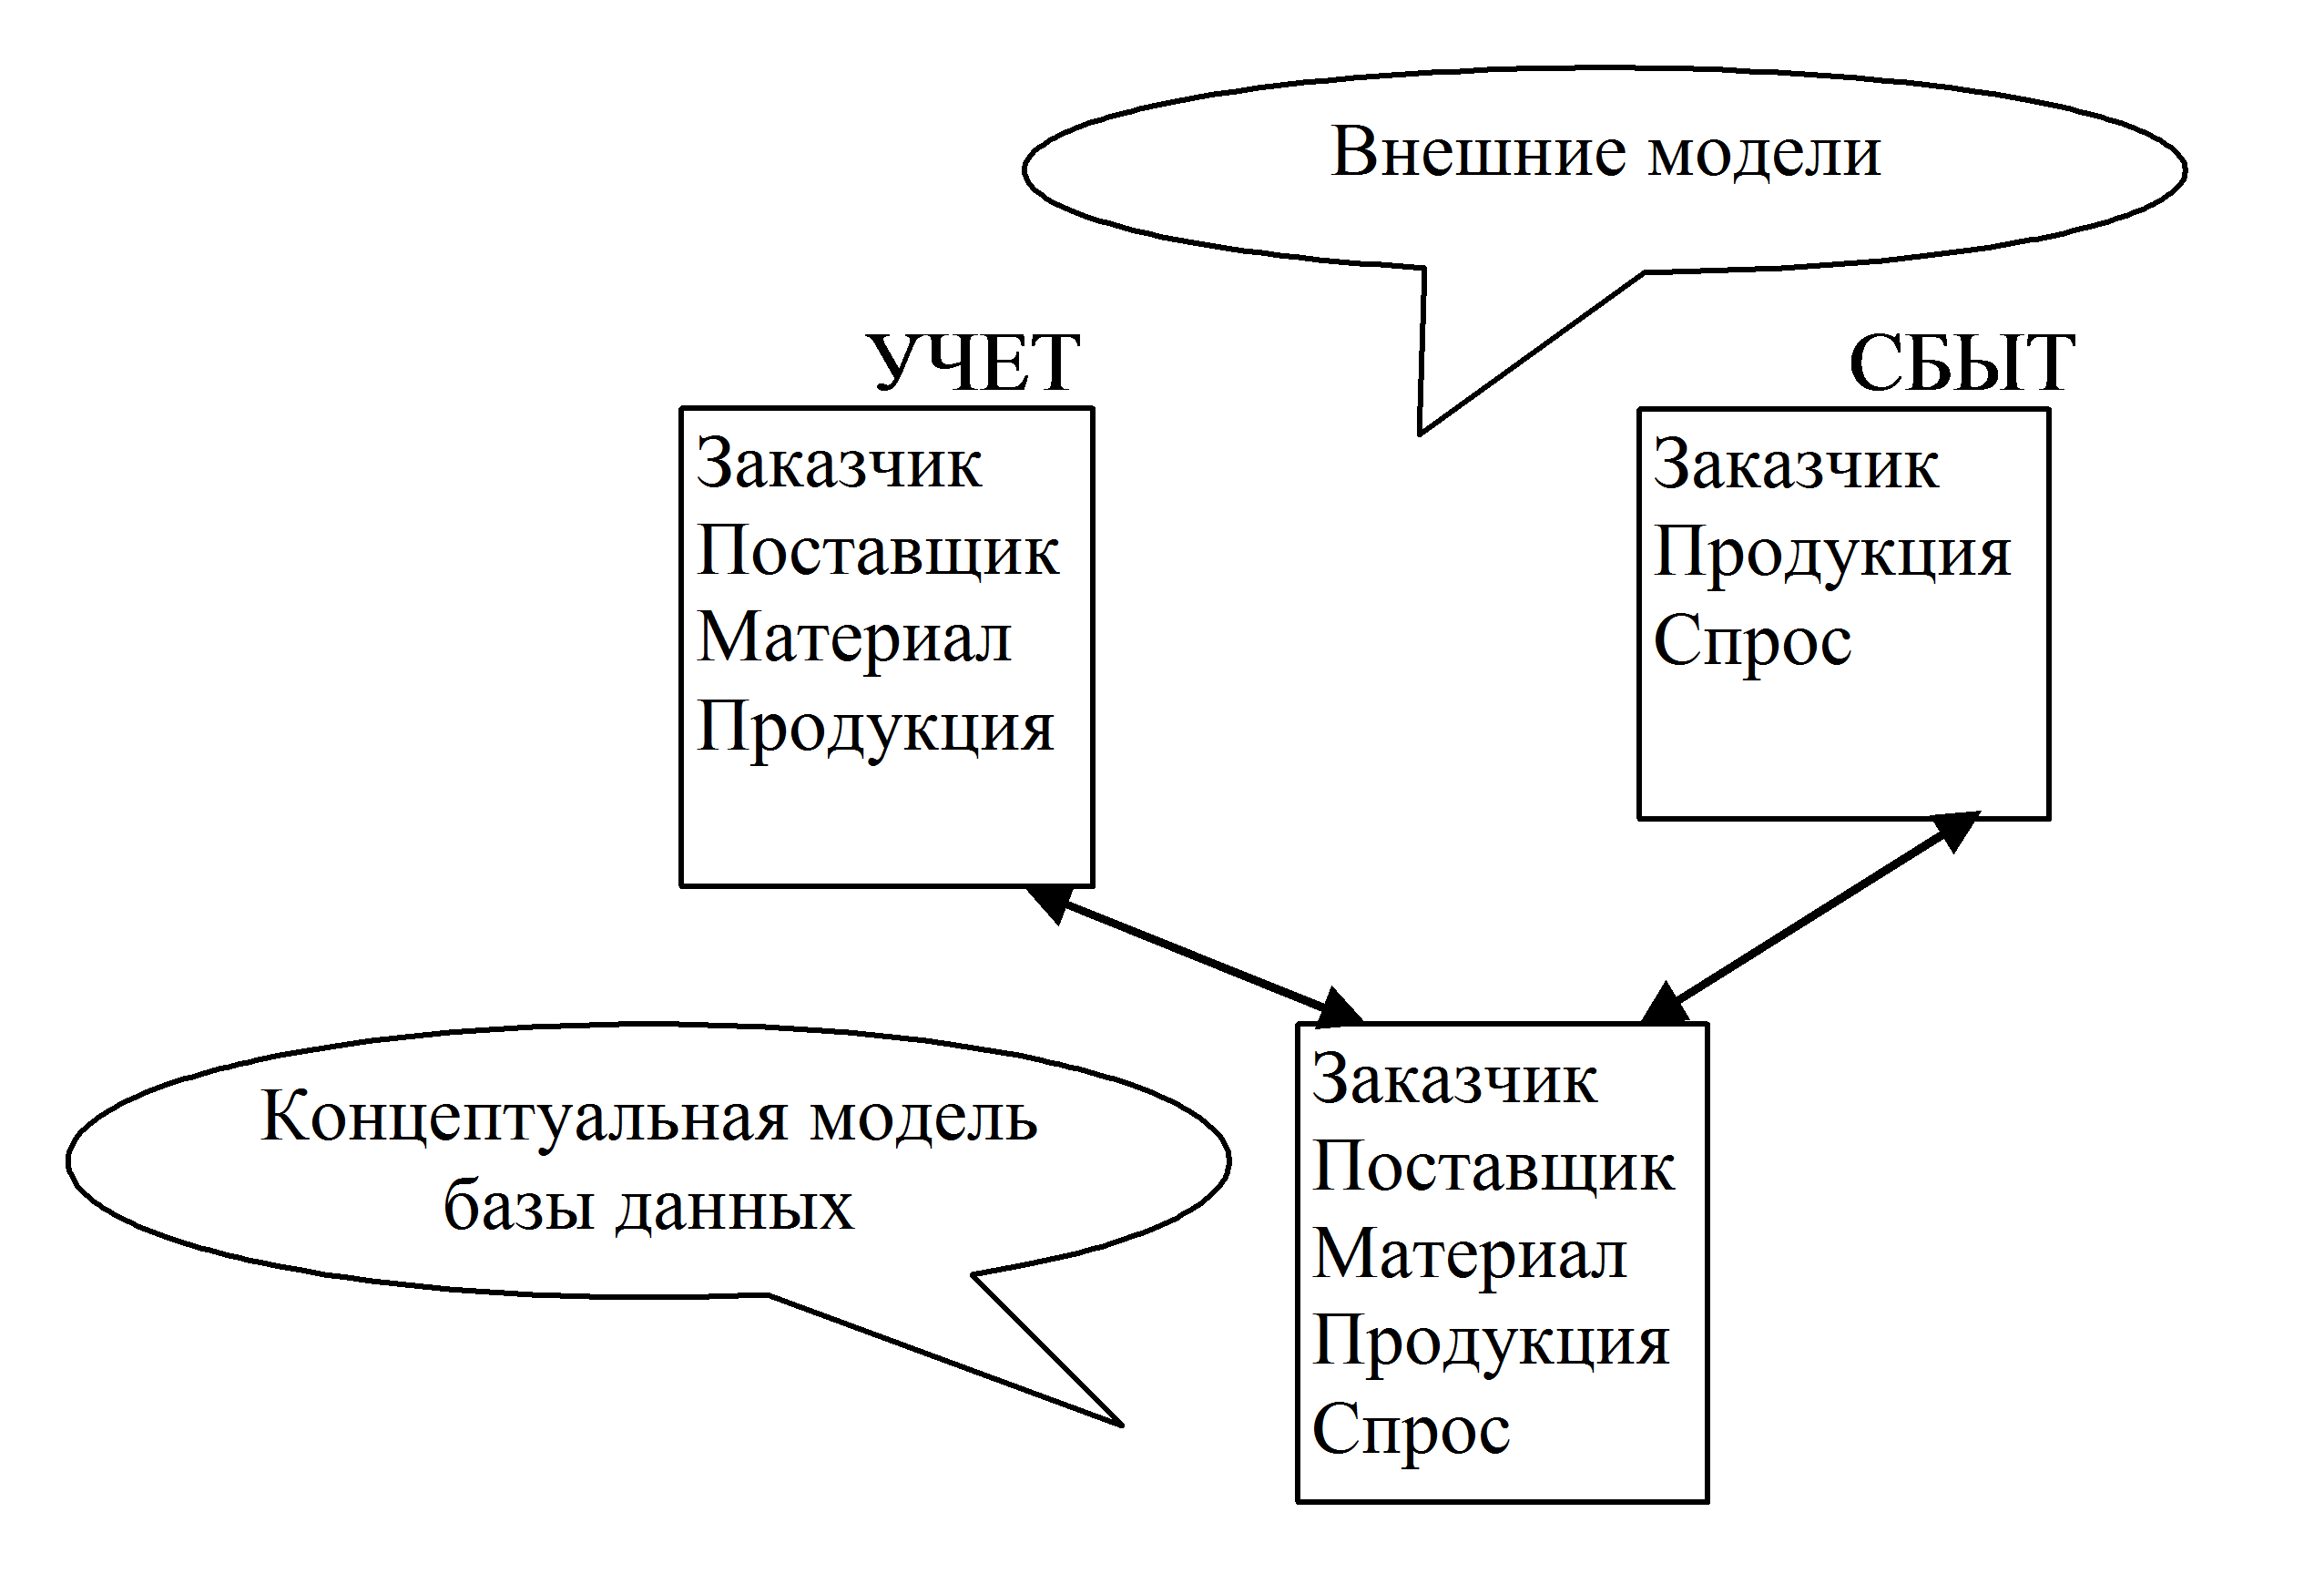 Внешние модели
УЧЕТ
Заказчик
Поставщик
Материал
Продукция
СБЫТ
Заказчик
Продукция
Спрос
Концептуальная модель
базы данных
Заказчик
Поставщик
Материал
Продукция
Спрос